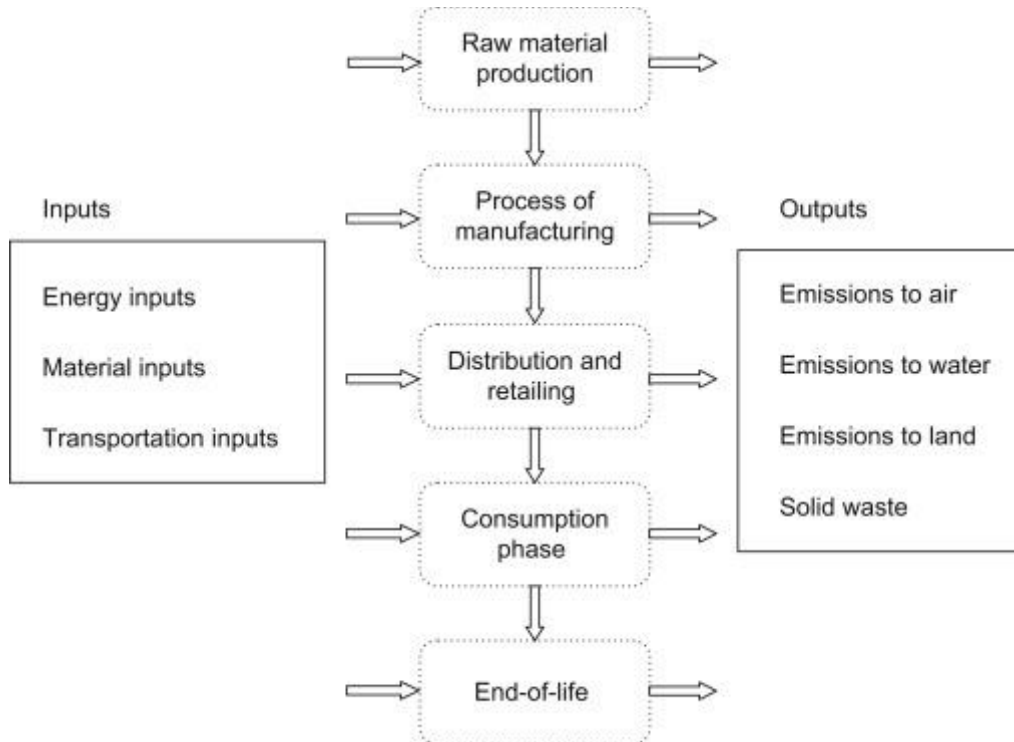 Raw material
production
Inputs
Process of
manufacturing
Outputs
Energy inputs
Material inputs
Transportation inputs
Distribution and
retailing
Emissions to air
Emissions to water
Emissions to land
Solid waste
Consumption
phase
End-of-life